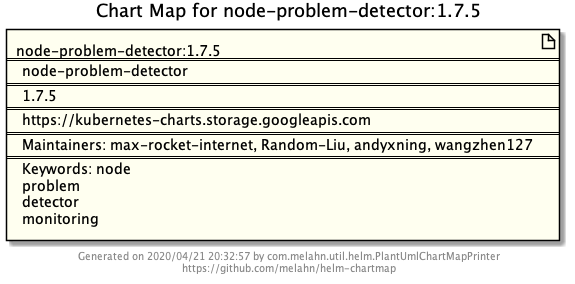 Chart Map for node-problem-detector:1.7.5
node-problem-detector:1.7.5
node-problem-detector
1.7.5
https://kubernetes-charts.storage.googleapis.com
Maintainers: max-rocket-internet, Random-Liu, andyxning, wangzhen127
Keywords: node
problem
detector
monitoring
Generated on 2020/04/21 20:32:57 by com.melahn.util.helm.PlantUmlChartMapPrinter
https://github.com/melahn/helm-chartmap